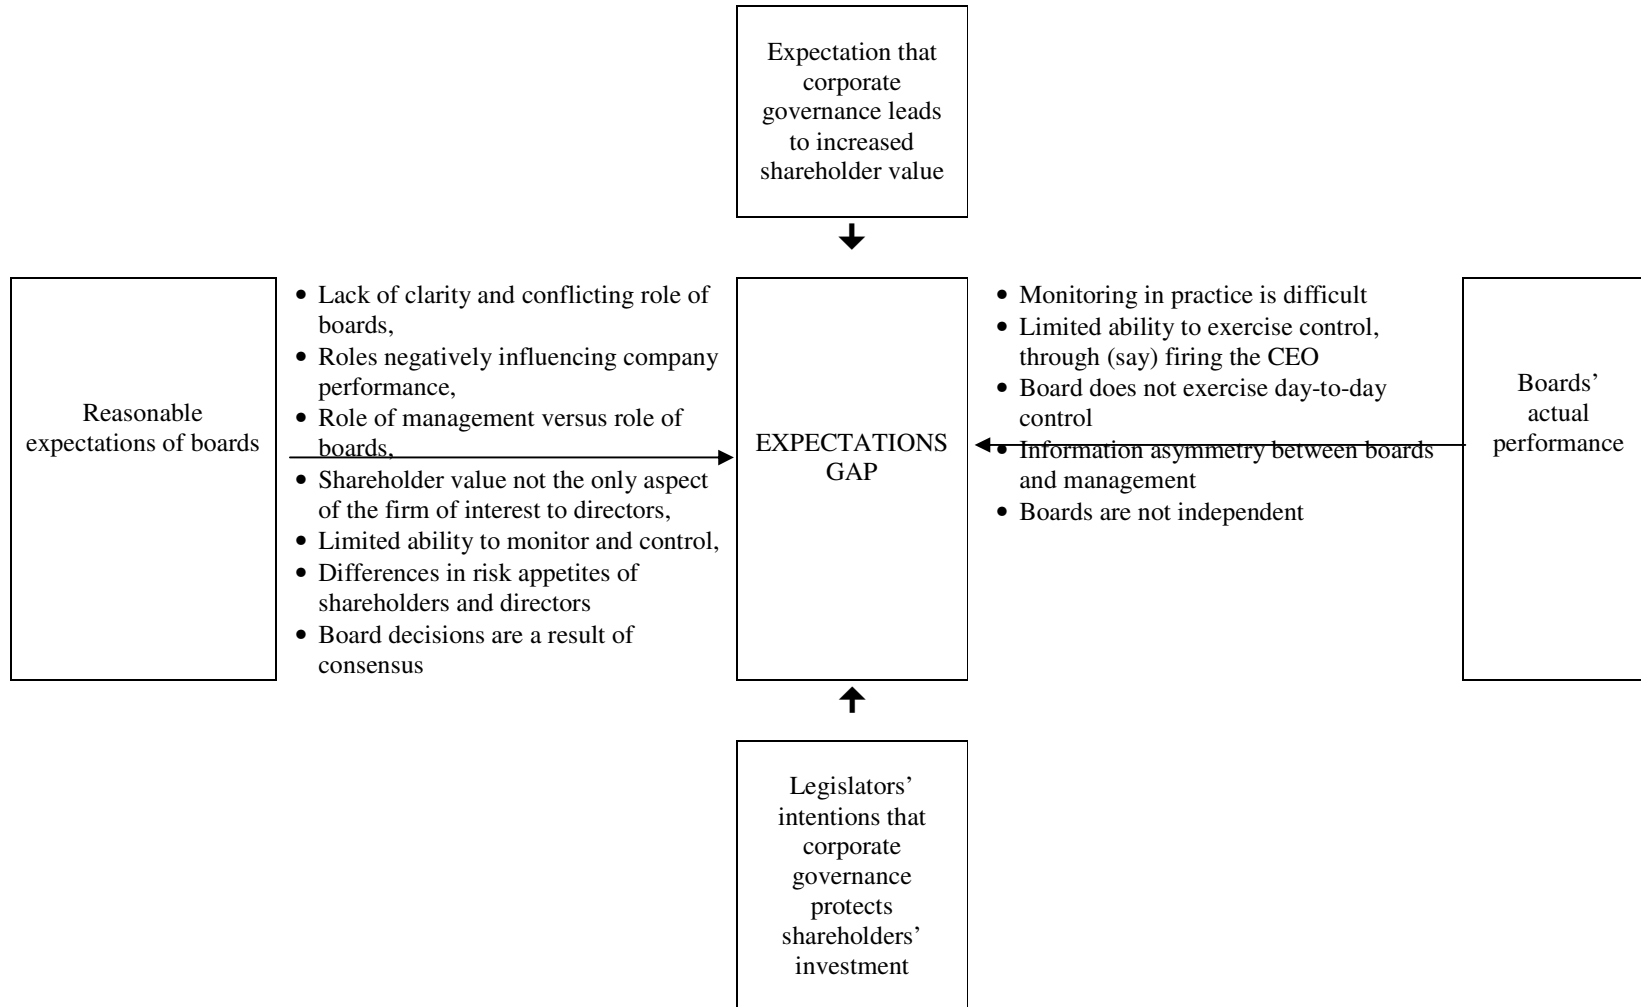 Expectation that
corporate
governance leads
to increased
shareholder value
Reasonable
expectations of boards
• Lack of clarity and conflicting role of
boards,
• Roles negatively influencing company
performance,
• Role of management versus role of
boards,
• Shareholder value not the only aspect
of the firm of interest to directors,
• Limited ability to monitor and control,
• Differences in risk appetites of
shareholders and directors
• Board decisions are a result of
consensus
EXPECTATIONS
GAP
• Monitoring in practice is difficult
• Limited ability to exercise control,
through (say) firing the CEO
• Board does not exercise day-to-day
control
• Information asymmetry between boards
and management
• Boards are not independent
Boards’
actual
performance
Legislators’
intentions that
corporate
governance
protects
shareholders’
investment